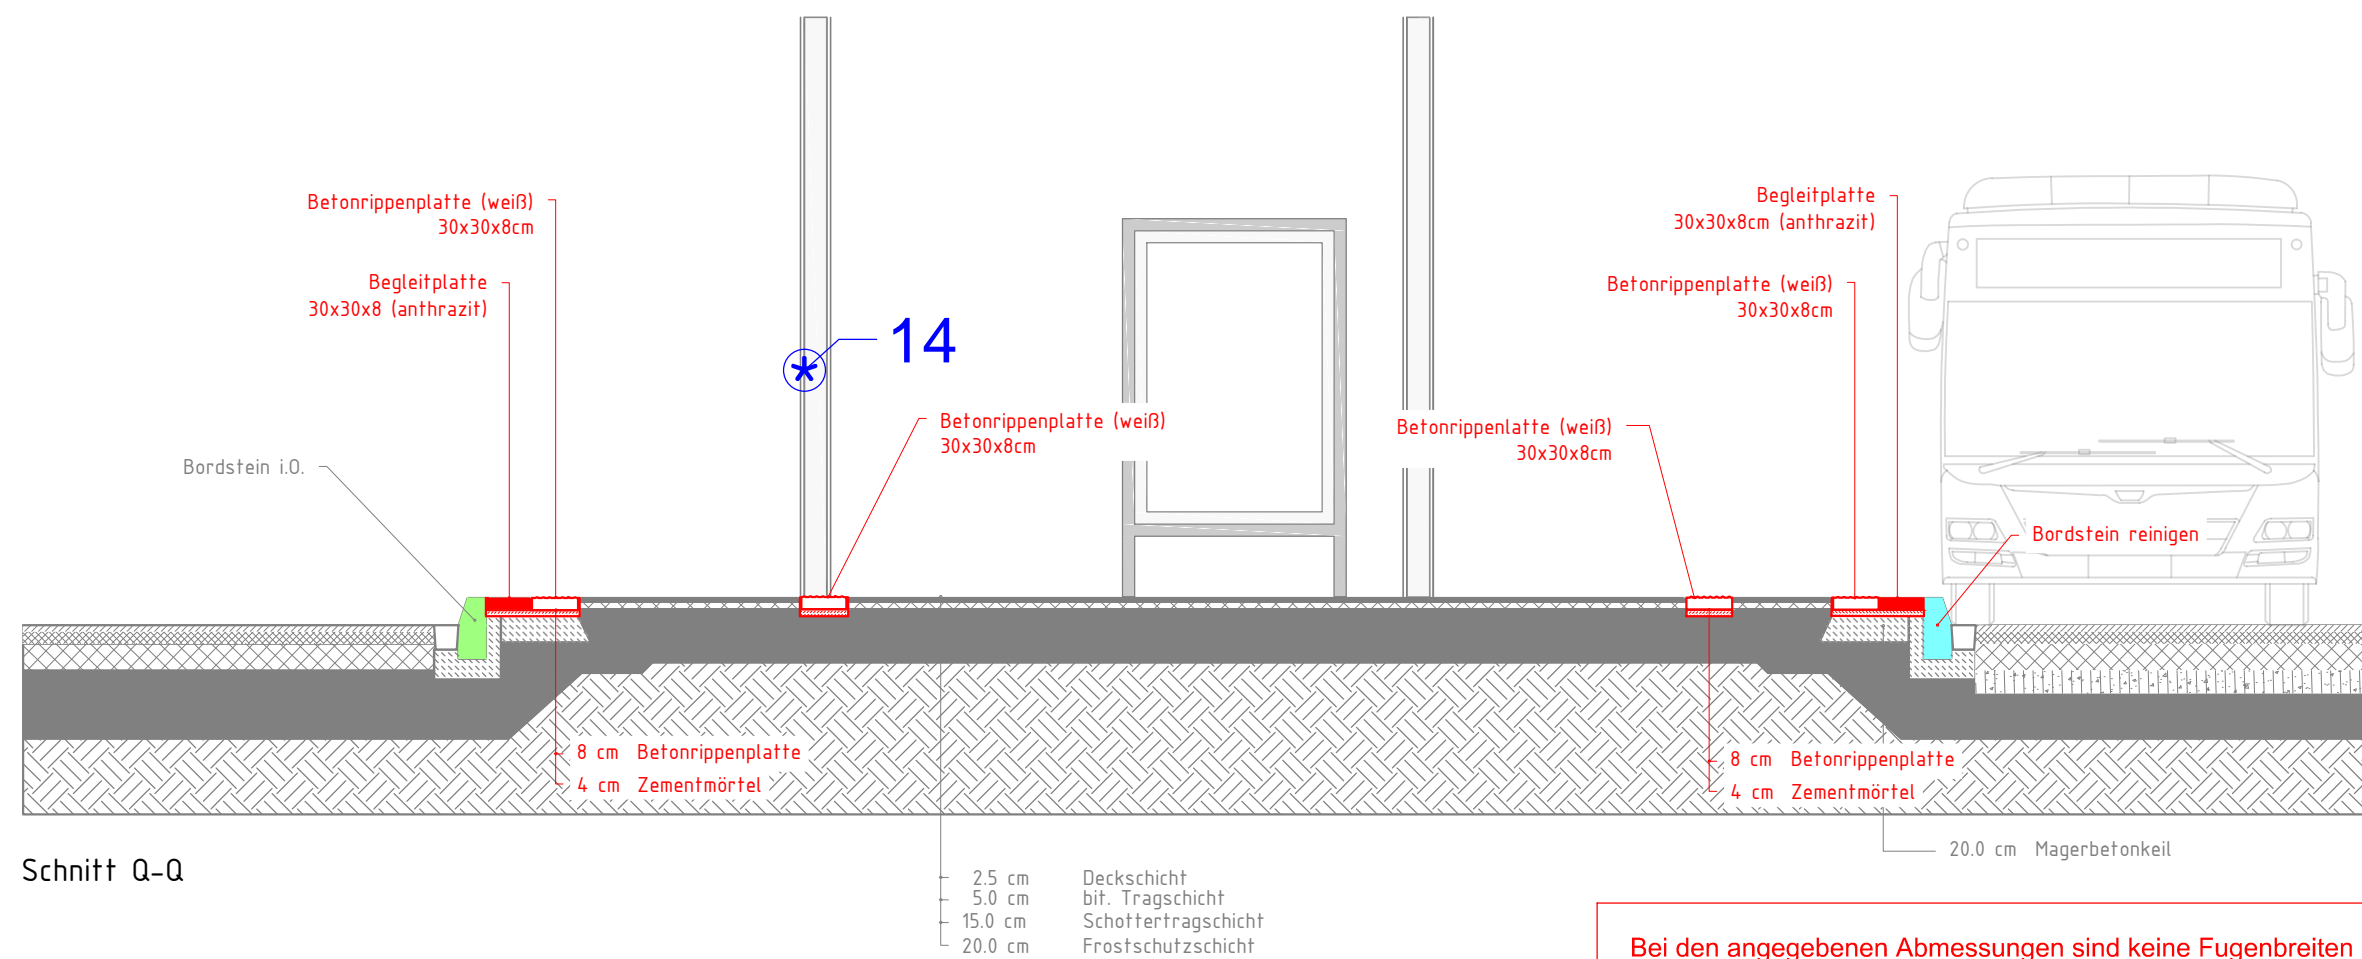 Betonrippenplatte (weiß)
30x30x8cm
Begleitplatte
30x30x8 (anthrazit)
14
Bordstein i.O.
Betonrippenplatte (weiß)
30x30x8cm
Betonrippenlatte (weiß)
30x30x8cm
Begleitplatte
30x30x8cm (anthrazit)
Betonrippenplatte (weiß)
30x30x8cm
Bordstein reinigen
8 cm Betonrippenplatte
4 cm Zementmörtel
8 cm Betonrippenplatte
4 cm Zementmörtel
20.0 cm Magerbetonkeil
Schnitt Q-Q
2.5 cm Deckschicht
5.0 cm bit. Tragschicht
15.0 cm Schottertragschicht
20.0 cm Frostschutzschicht
Bei den angegebenen Abmessungen sind keine Fugenbreiten